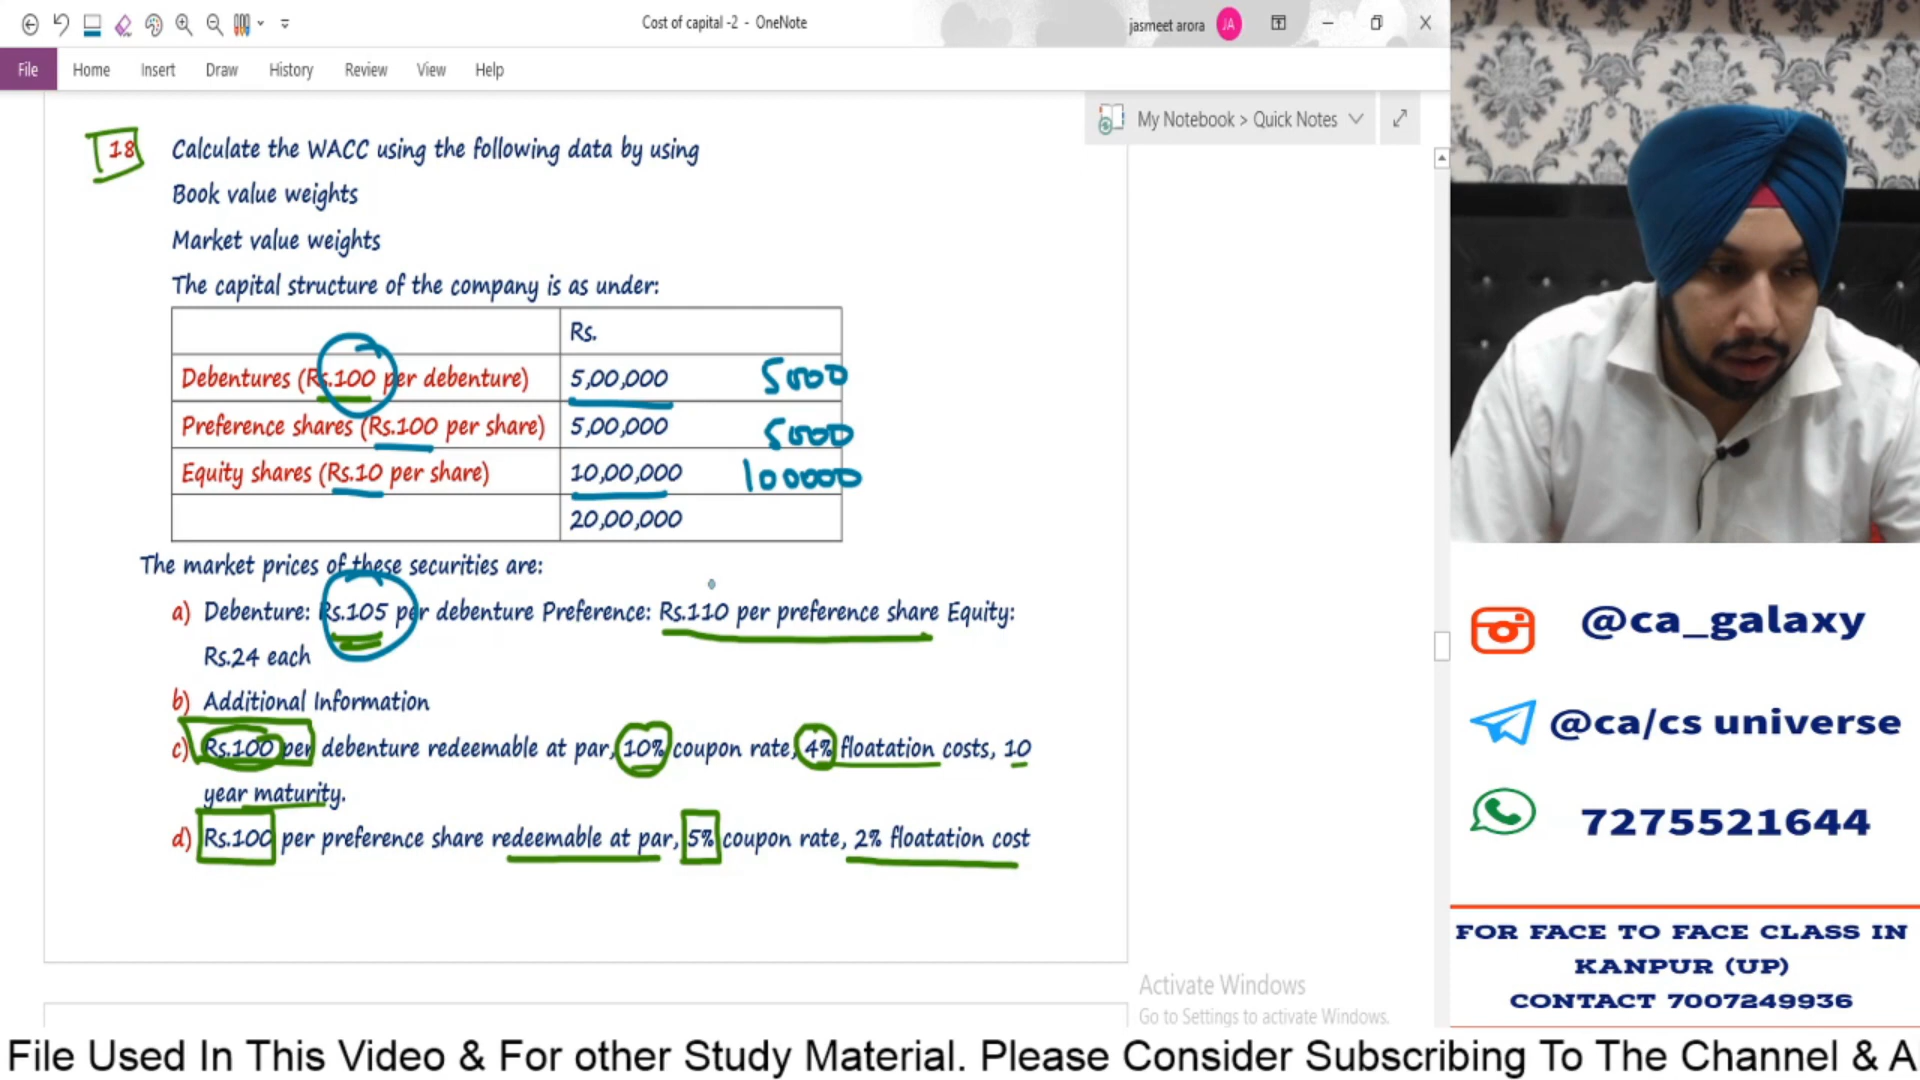 Cost of capital -2 - OneNote
jasmeet arora JA
File Home Insert Draw History Review View Help
My Notebook > Quick Notes
18 Calculate the WACC using the following data by using
Book value weights
Market value weights
The capital structure of the company is as under:
Rs.
Debentures (Rs.100 per debenture) 5,00,000 5000
Preference shares (Rs.100 per share) 5,00,000 5000
Equity shares (Rs.10 per share) 10,00,000 100000
20,00,000
The market prices of these securities are:
a) Debenture: Rs.105 per debenture Preference: Rs.110 per preference share Equity:
Rs.24 each
b) Additional Information
c) Rs.100 per debenture redeemable at par, 10% coupon rate, 4% floatation costs, 10
year maturity.
d) Rs.100 per preference share redeemable at par, 5% coupon rate, 2% floatation cost
@ca_galaxy
@ca/cs universe
7275521644
FOR FACE TO FACE CLASS IN
KANPUR (UP)
CONTACT 7007249936
Activate Windows
Go to Settings to activate Windows.
File Used In This Video & For other Study Material. Please Consider Subscribing To The Channel & A